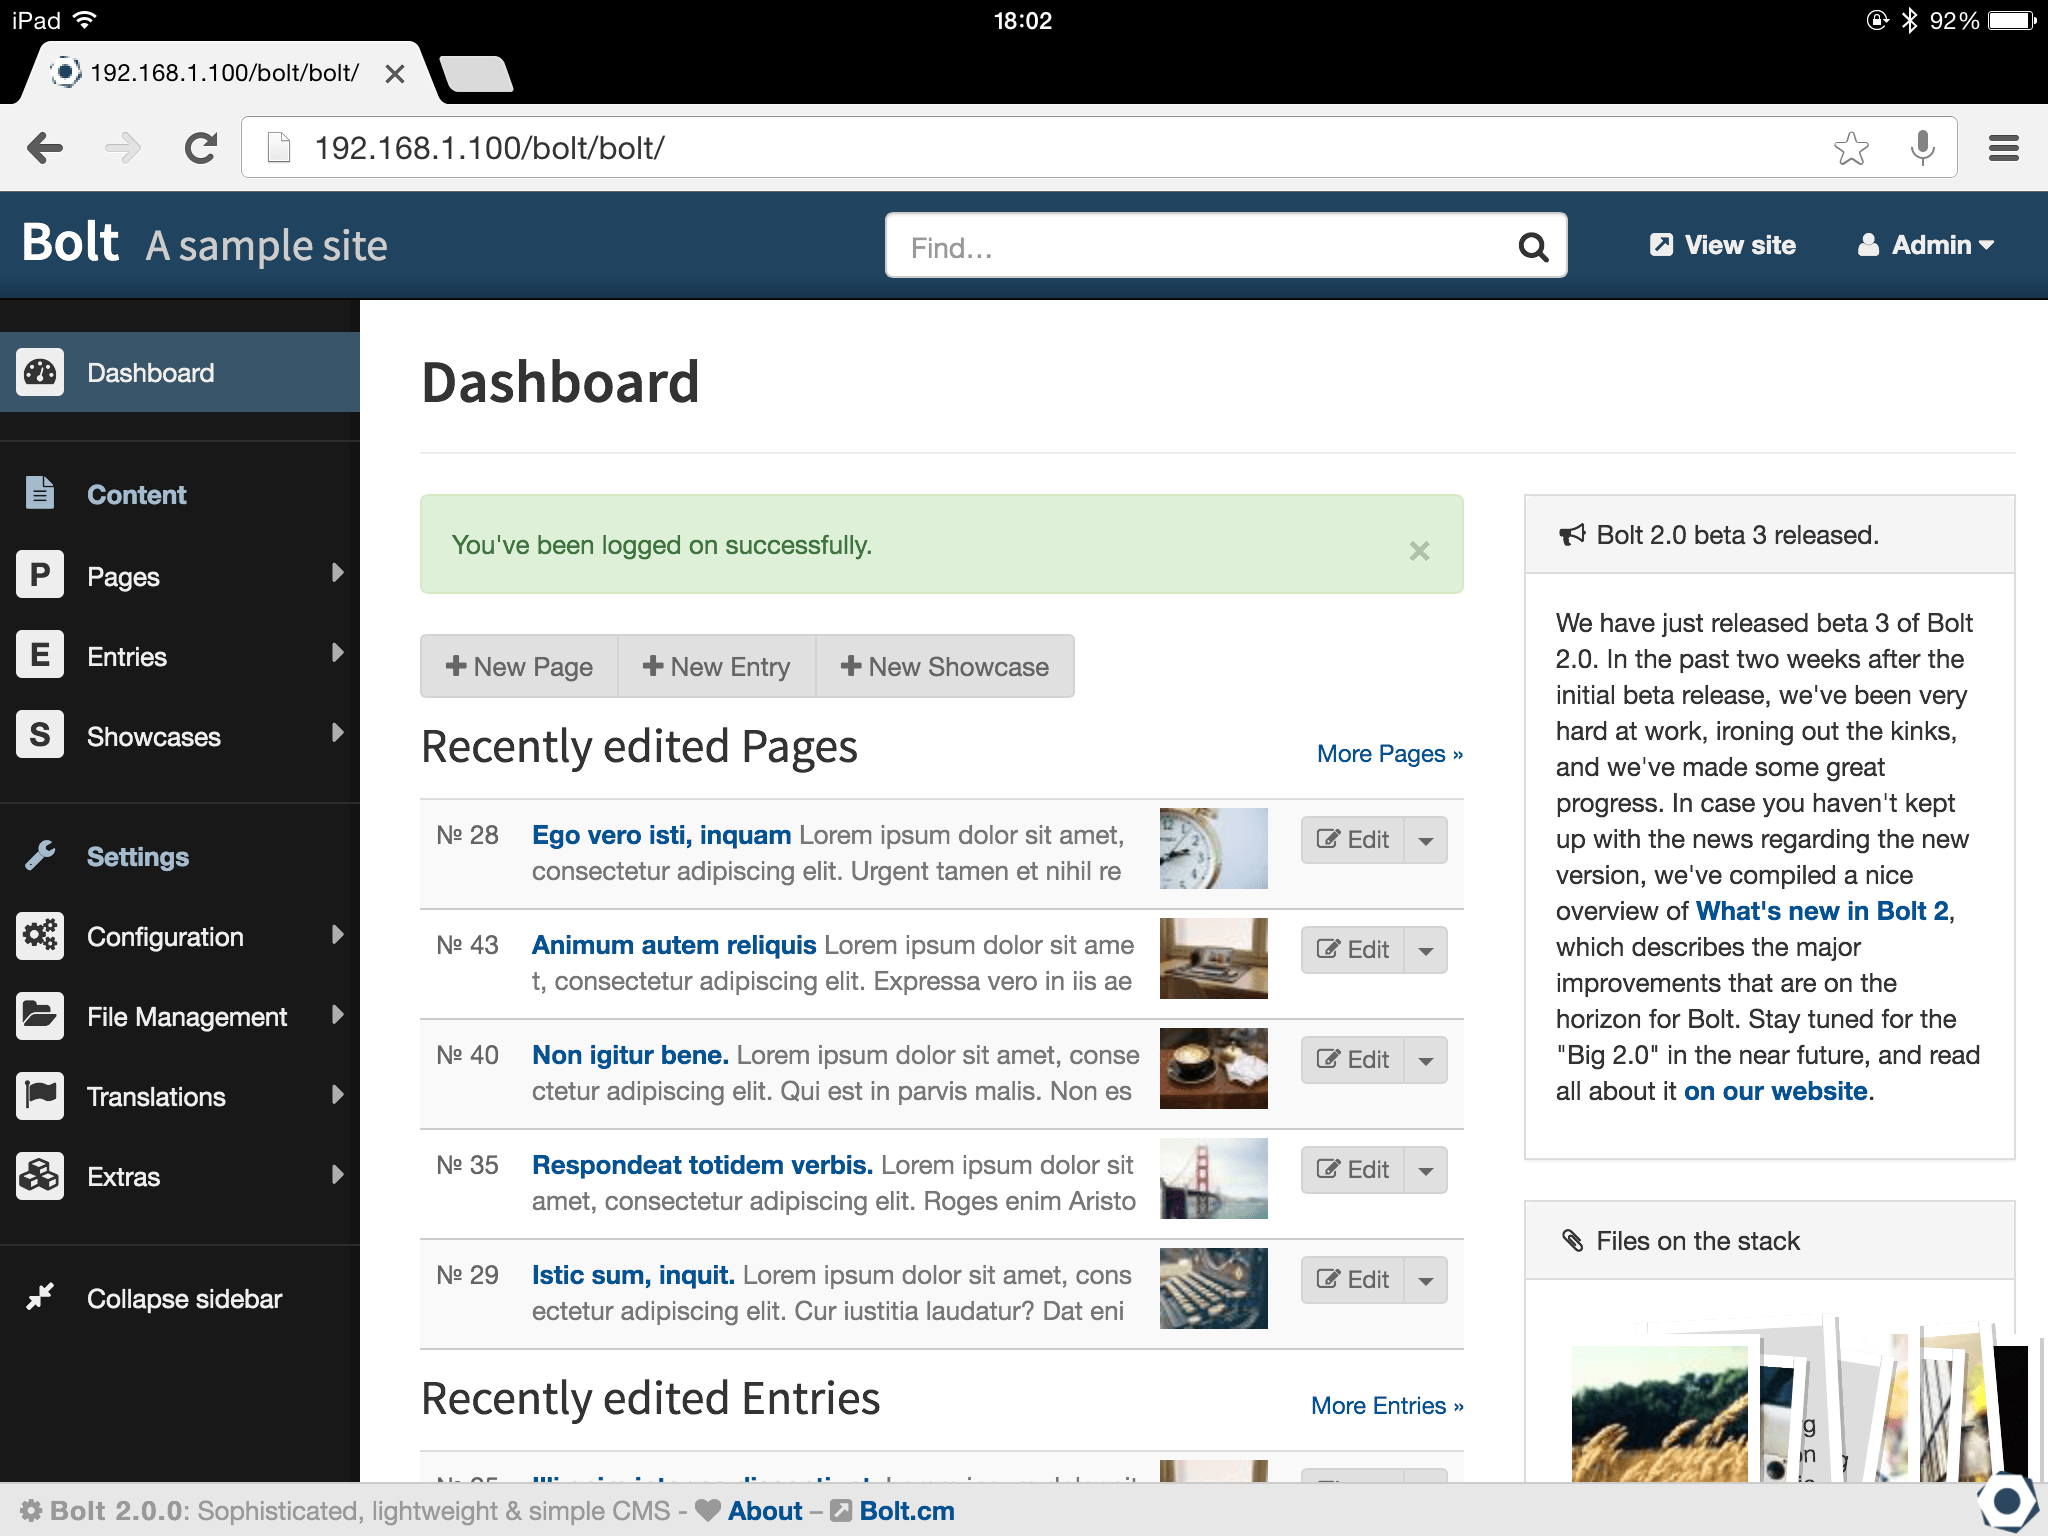 iPad 18:02 92%
192.168.1.100/bolt/bolt/
192.168.1.100/bolt/bolt/
Bolt A sample site Find... View site Admin
Dashboard
Content
P Pages
E Entries
S Showcases
Settings
Configuration
File Management
Translations
Extras
Collapse sidebar
Dashboard
You've been logged on successfully.
New Page New Entry New Showcase
Recently edited Pages More Pages »
№ 28 Ego vero isti, inquam Lorem ipsum dolor sit amet, Edit
consectetur adipiscing elit. Urgent tamen et nihil re
№ 43 Animum autem reliquis Lorem ipsum dolor sit ame Edit
t, consectetur adipiscing elit. Expressa vero in iis ae
№ 40 Non igitur bene. Lorem ipsum dolor sit amet, conse Edit
ctetur adipiscing elit. Qui est in parvis malis. Non es
№ 35 Respondeat totidem verbis. Lorem ipsum dolor sit Edit
amet, consectetur adipiscing elit. Roges enim Aristo
№ 29 Istic sum, inquit. Lorem ipsum dolor sit amet, cons Edit
ectetur adipiscing elit. Cur iustitia laudatur? Dat eni
Recently edited Entries More Entries »
Bolt 2.0 beta 3 released.
We have just released beta 3 of Bolt
2.0. In the past two weeks after the
initial beta release, we've been very
hard at work, ironing out the kinks,
and we've made some great
progress. In case you haven't kept
up with the news regarding the new
version, we've compiled a nice
overview of What's new in Bolt 2,
which describes the major
improvements that are on the
horizon for Bolt. Stay tuned for the
"Big 2.0" in the near future, and read
all about it on our website.
Files on the stack
Bolt 2.0.0: Sophisticated, lightweight & simple CMS - About – Bolt.cm